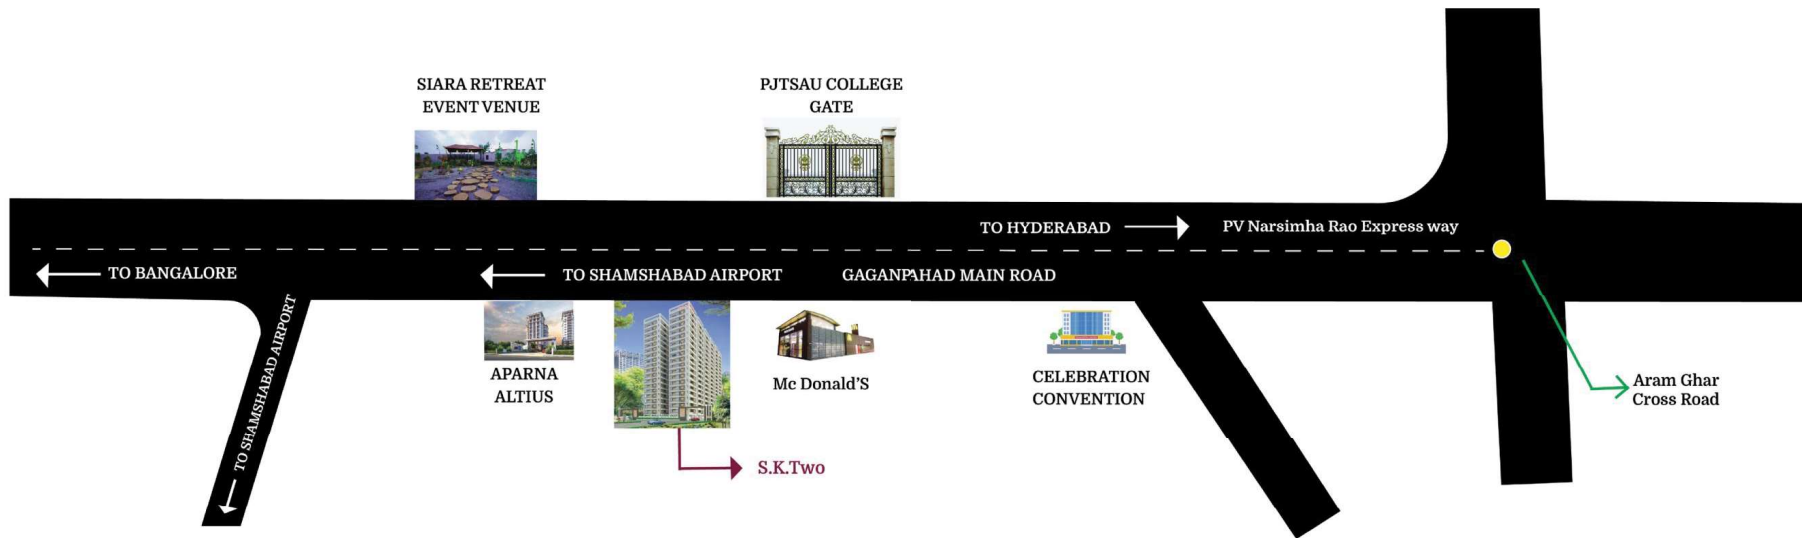 SIARA RETREAT
EVENT VENUE
PJTSAU COLLEGE
GATE
TO HYDERABAD
PV Narsimha Rao Express way
TO BANGALORE
TO SHAMSHABAD AIRPORT
GAGANPAHAD MAIN ROAD
TO SHAMSHABAD AIRPORT
APARNA
ALTIUS
Mc Donald'S
CELEBRATION
CONVENTION
Aram Ghar
Cross Road
S.K.Two